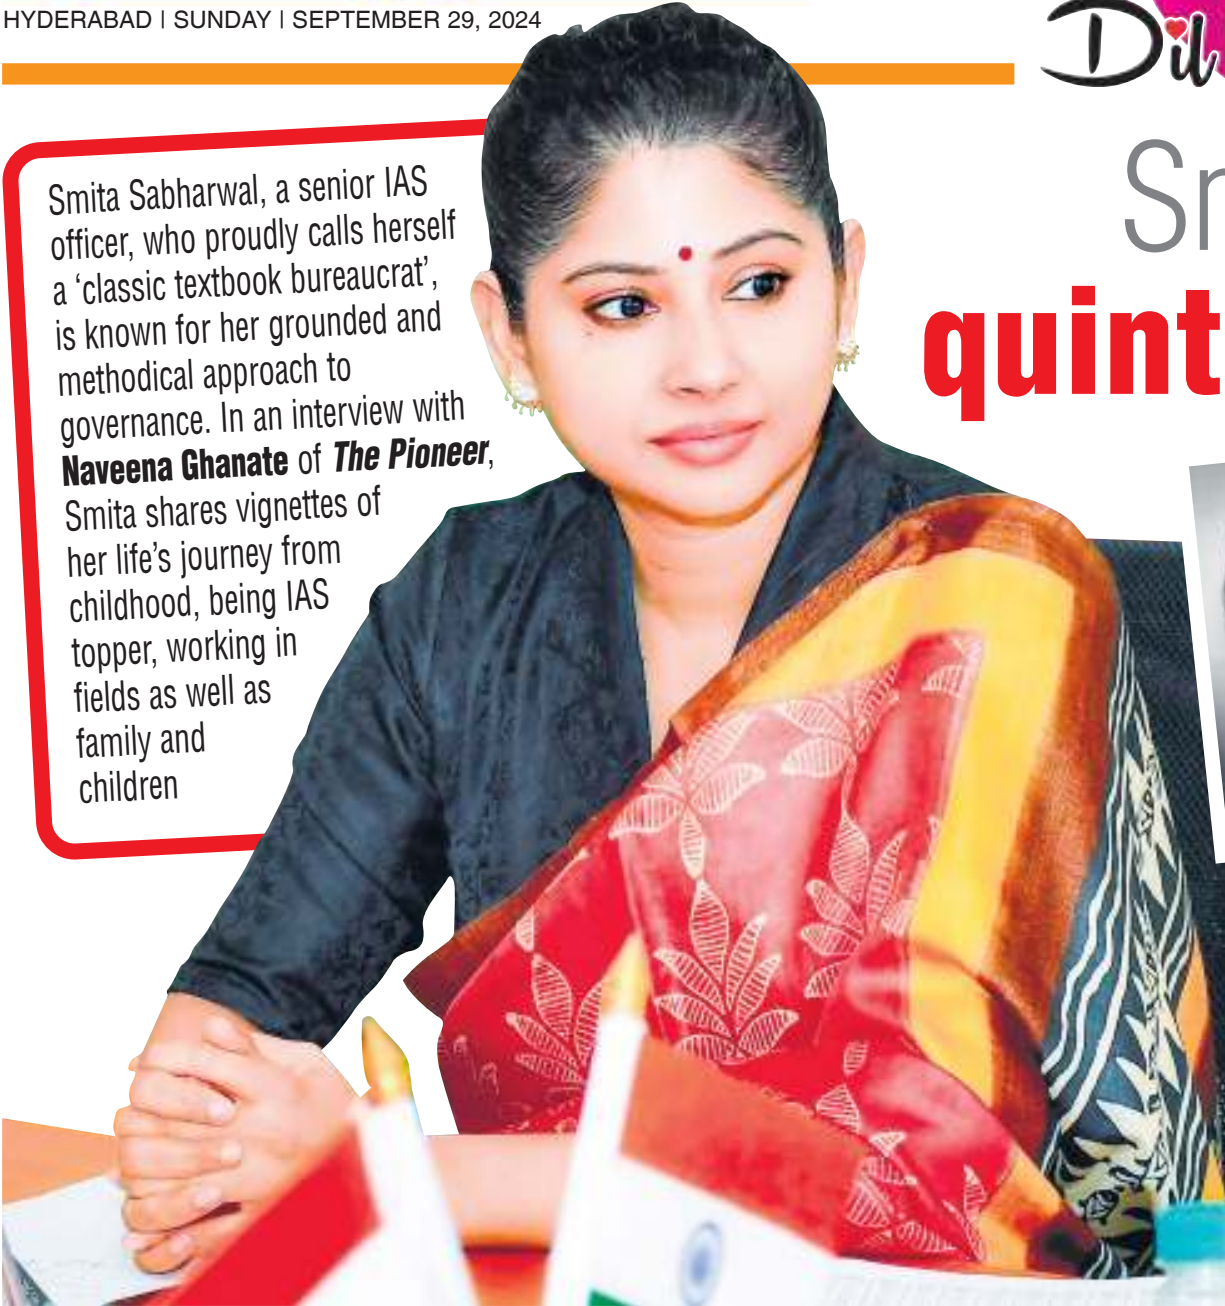 HYDERABAD | SUNDAY | SEPTEMBER 29, 2024
Dil
Smita Sabharwal, a senior IAS
officer, who proudly calls herself
a ‘classic textbook bureaucrat’,
is known for her grounded and
methodical approach to
governance. In an interview with
Naveena Ghanate of The Pioneer,
Smita shares vignettes of
her life’s journey from
childhood, being IAS
topper, working in
fields as well as
family and
children
quint